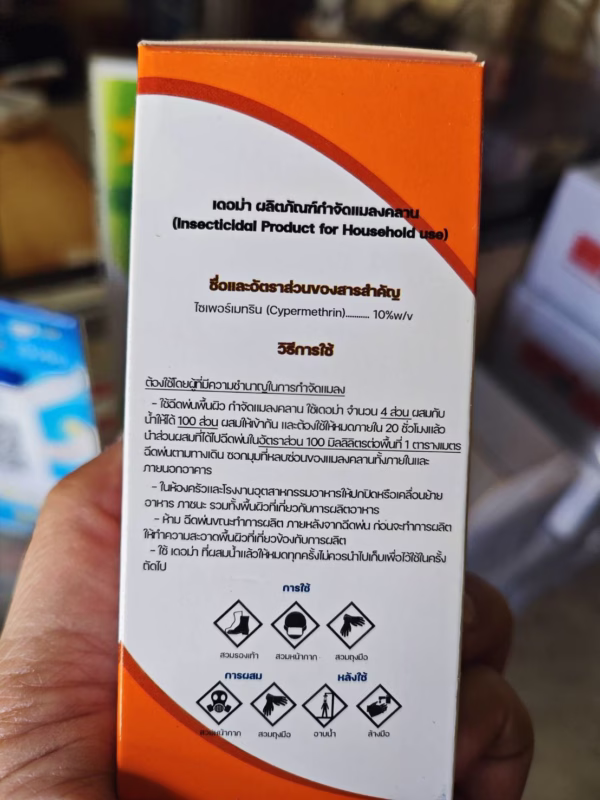 เดอม่า ผลิตภัณฑ์กำจัดแมลงคลาน
(Insecticidal Product for Household use)
ชื่อและอัตราส่วนของสารสำคัญ
ไซเพอร์เมทริน (Cypermethrin)........... 10%w/v
วิธีการใช้
ต้องใช้โดยผู้ที่มีความชำนาญในการกำจัดแมลง
- ใช้ฉีดพ่นพื้นผิว กำจัดแมลงคลาน ใช้เดอม่า จำนวน 4 ส่วน ผสมกับ
น้ำให้ได้ 100 ส่วน ผสมให้เข้ากัน และต้องใช้ให้หมดภายใน 20 ชั่วโมงแล้ว
นำส่วนผสมที่ได้ไปฉีดพ่นในอัตราส่วน 100 มิลลิลิตรต่อพื้นที่ 1 ตารางเมตร
ฉีดพ่นตามทางเดิน ซอกมุมที่หลบซ่อนของแมลงคลานทั้งภายในและ
ภายนอกอาคาร
- ในห้องครัวและโรงงานอุตสาหกรรมอาหารให้ปกปิดหรือเคลื่อนย้าย
อาหาร ภาชนะ รวมทั้งพื้นผิวที่เกี่ยวกับการผลิตอาหาร
- ห้าม ฉีดพ่นขณะทำการผลิต ภายหลังจากฉีดพ่น ก่อนจะทำการผลิต
ให้ทำความสะอาดพื้นผิวที่เกี่ยวข้องกับการผลิต
- ใช้ เดอม่า ที่ผสมน้ำแล้วให้หมดทุกครั้งไม่ควรนำไปเก็บเพื่อไว้ใช้ในครั้ง
ถัดไป
การใช้
สวมรองเท้า สวมหน้ากาก สวมถุงมือ
การผสม หลังใช้
สวมหน้ากาก สวมถุงมือ อาบน้ำ ล้างมือ